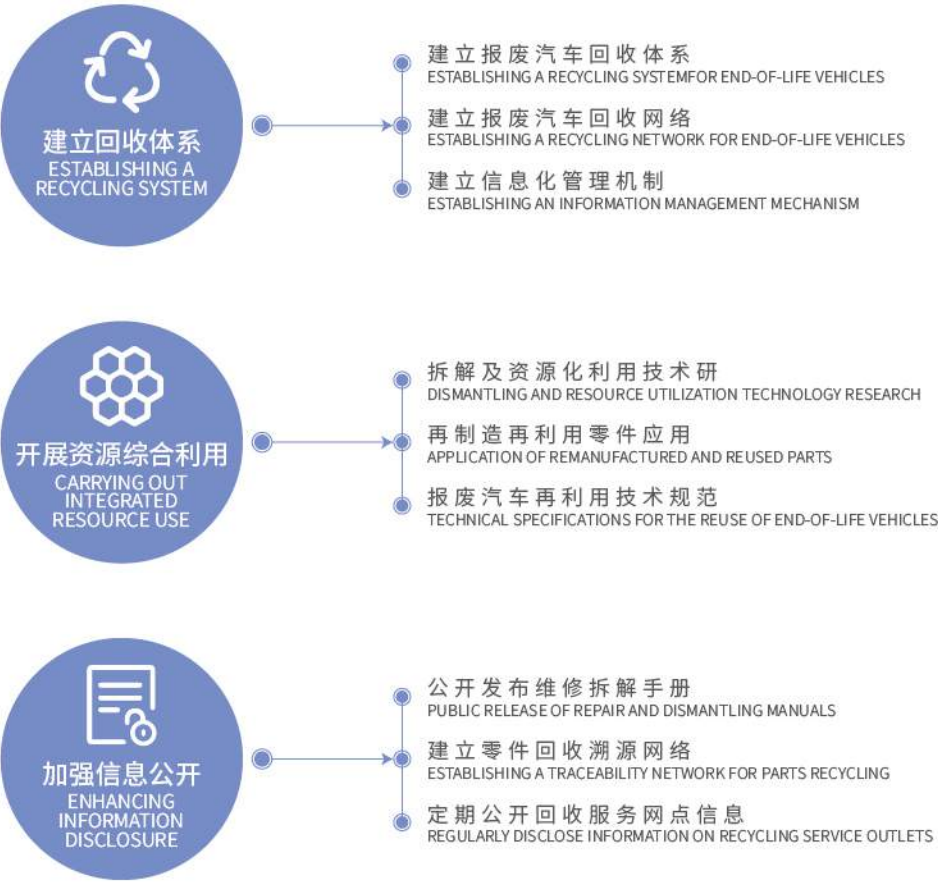 建立回收体系
ESTABLISHING A
RECYCLING SYSTEM
建立报废汽车回收体系
ESTABLISHING A RECYCLING SYSTEMFOR END-OF-LIFE VEHICLES
建立报废汽车回收网络
ESTABLISHING A RECYCLING NETWORK FOR END-OF-LIFE VEHICLES
建立信息化管理机制
ESTABLISHING AN INFORMATION MANAGEMENT MECHANISM
开展资源综合利用
CARRYING OUT
INTEGRATED
RESOURCE USE
拆解及资源化利用技术研
DISMANTLING AND RESOURCE UTILIZATION TECHNOLOGY RESEARCH
再制造再利用零件应用
APPLICATION OF REMANUFACTURED AND REUSED PARTS
报废汽车再利用技术规范
TECHNICAL SPECIFICATIONS FOR THE REUSE OF END-OF-LIFE VEHICLES
加强信息公开
ENHANCING
INFORMATION
DISCLOSURE
公开发布维修拆解手册
PUBLIC RELEASE OF REPAIR AND DISMANTLING MANUALS
建立零件回收溯源网络
ESTABLISHING A TRACEABILITY NETWORK FOR PARTS RECYCLING
定期公开回收服务网点信息
REGULARLY DISCLOSE INFORMATION ON RECYCLING SERVICE OUTLETS